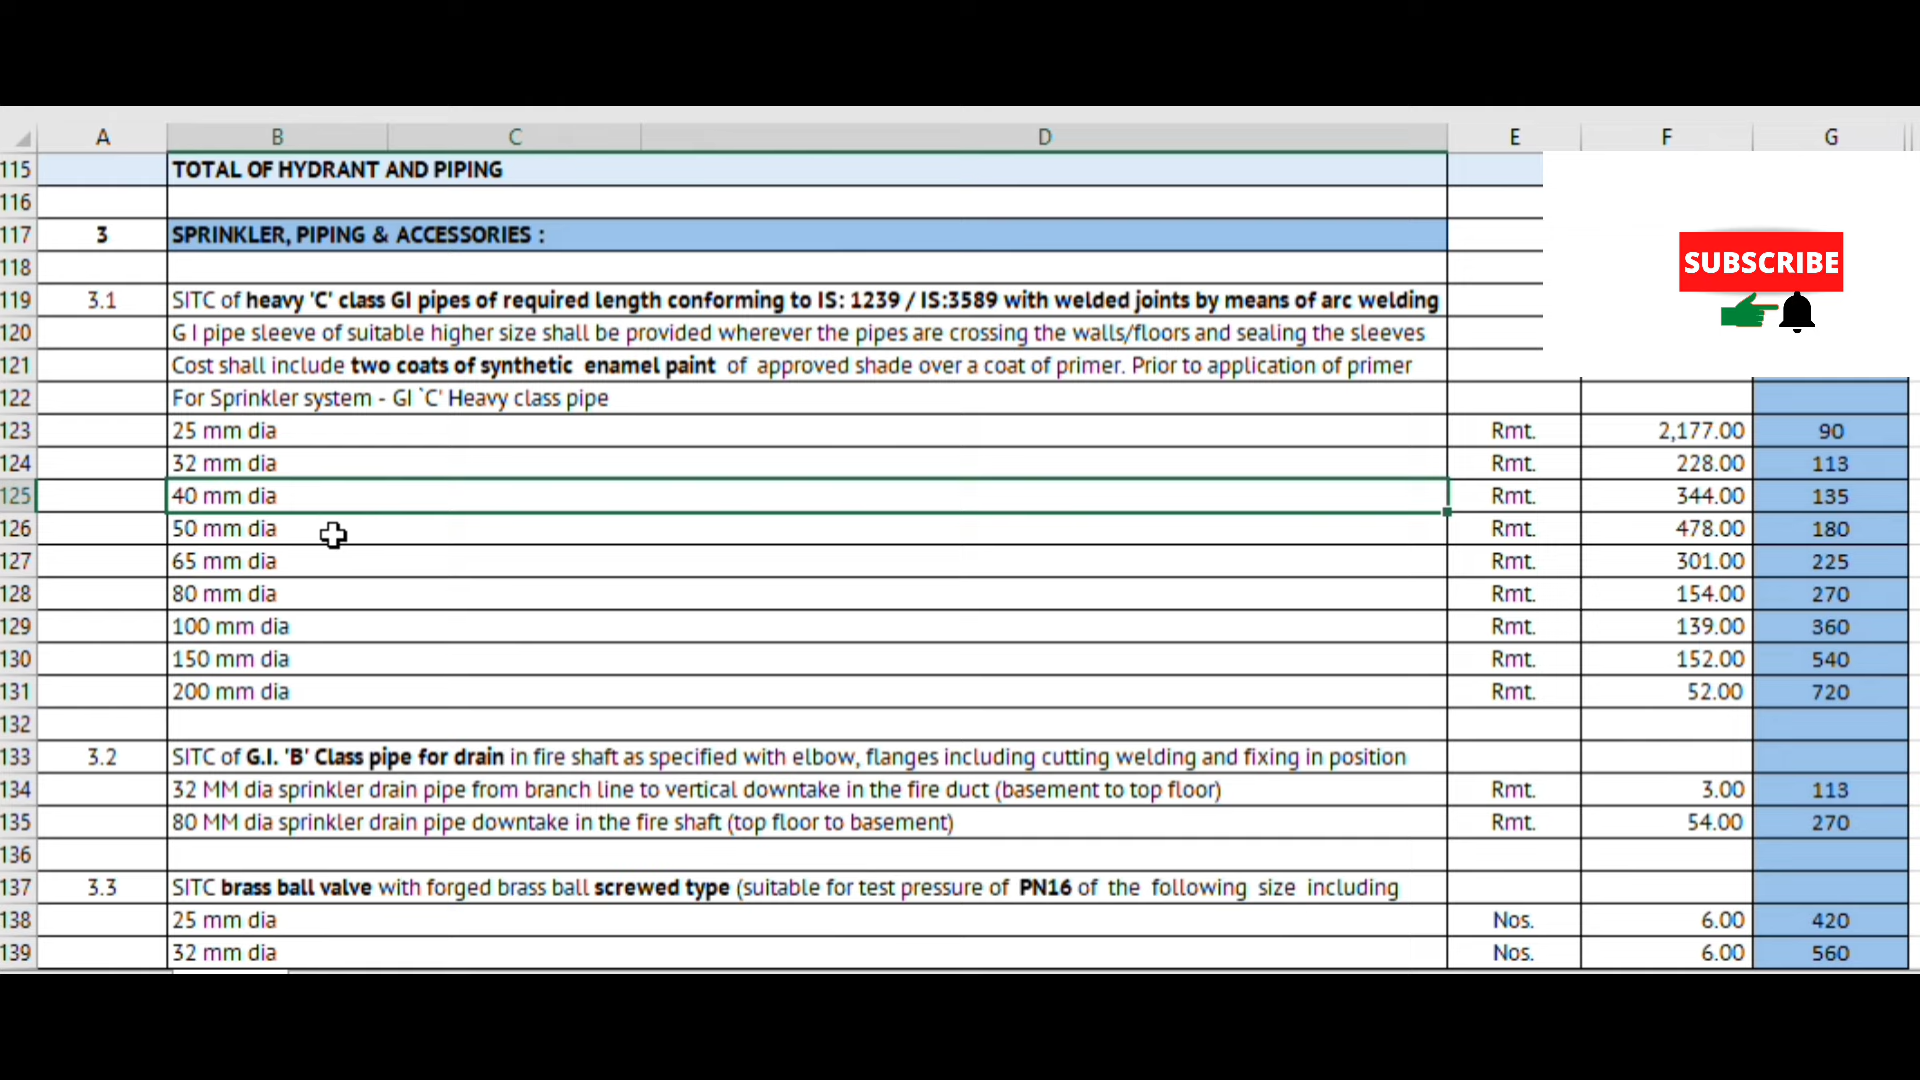 A B C D E F G
115 TOTAL OF HYDRANT AND PIPING
116
117 3 SPRINKLER, PIPING & ACCESSORIES :
SUBSCRIBE
118
119 3.1 SITC of heavy 'C' class GI pipes of required length conforming to IS: 1239 / IS:3589 with welded joints by means of arc welding
120 G I pipe sleeve of suitable higher size shall be provided wherever the pipes are crossing the walls/floors and sealing the sleeves
121 Cost shall include two coats of synthetic enamel paint of approved shade over a coat of primer. Prior to application of primer
122 For Sprinkler system - GI `C' Heavy class pipe
123 25 mm dia Rmt. 2,177.00 90
124 32 mm dia Rmt. 228.00 113
125 40 mm dia Rmt. 344.00 135
126 50 mm dia Rmt. 478.00 180
127 65 mm dia Rmt. 301.00 225
128 80 mm dia Rmt. 154.00 270
129 100 mm dia Rmt. 139.00 360
130 150 mm dia Rmt. 152.00 540
131 200 mm dia Rmt. 52.00 720
132
133 3.2 SITC of G.I. 'B' Class pipe for drain in fire shaft as specified with elbow, flanges including cutting welding and fixing in position
134 32 MM dia sprinkler drain pipe from branch line to vertical downtake in the fire duct (basement to top floor) Rmt. 3.00 113
135 80 MM dia sprinkler drain pipe downtake in the fire shaft (top floor to basement) Rmt. 54.00 270
136
137 3.3 SITC brass ball valve with forged brass ball screwed type (suitable for test pressure of PN16 of the following size including
138 25 mm dia Nos. 6.00 420
139 32 mm dia Nos. 6.00 560